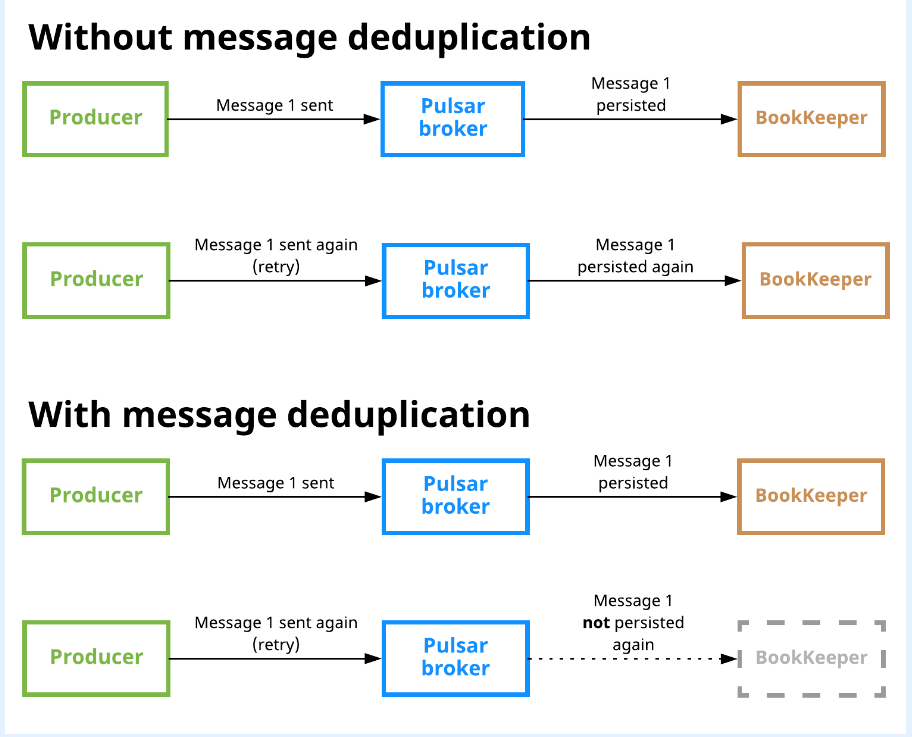 Without message deduplication
Message 1
persisted
Message 1 sent
Producer
Pulsar
broker
BookKeeper
Message 1 sent again
(retry)
Message 1
persisted again
Producer
Pulsar
broker
BookKeeper
With message deduplication
Message 1
persisted
Message 1 sent
Producer
Pulsar
broker
BookKeeper
Message 1 sent again
(retry)
Message 1
not persisted
again
Producer
Pulsar
broker
BookKeeper